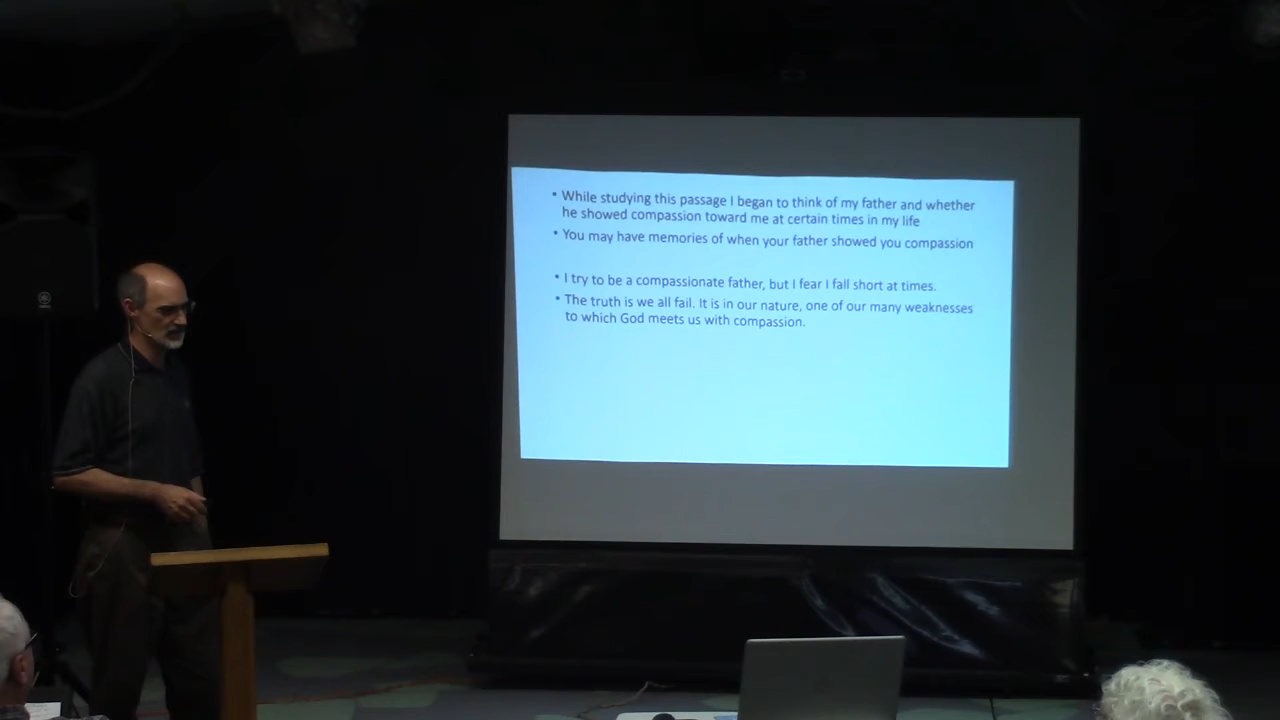 • While studying this passage I began to think of my father and whether
he showed compassion toward me at certain times in my life
• You may have memories of when your father showed you compassion
• I try to be a compassionate father, but I fear I fall short at times.
• The truth is we all fail. It is in our nature, one of our many weaknesses
to which God meets us with compassion.